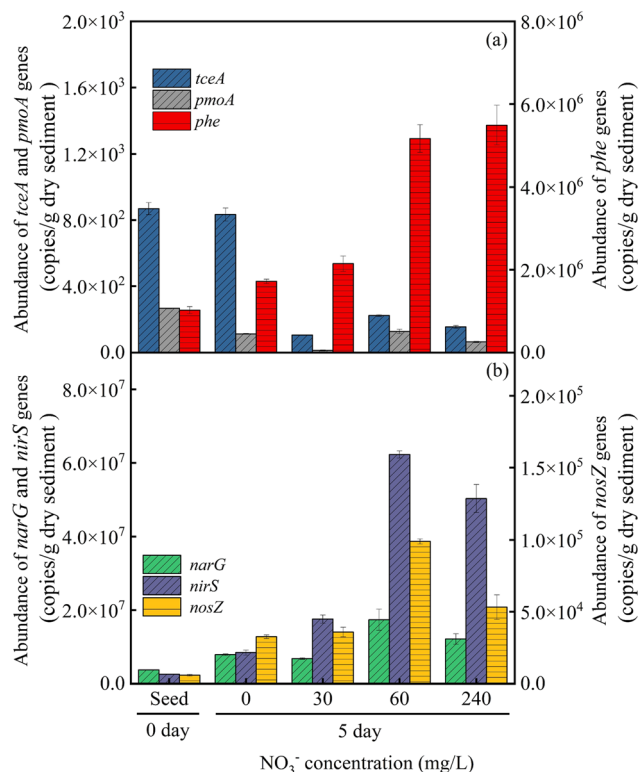 (a)
Abundance of tceA and pmoA genes
(copies/g dry sediment )
2.0×10³
1.6×10³
1.2×10³
8.0×10²
4.0×10²
0.0
tceA
pmoA
phe
8×10⁶
6×10⁶
4×10⁶
2×10⁶
0.0
Abundance of phe genes
(copies/g dry sediment )
(b)
Abundance of narG and nirS genes
(copies/g dry sediment )
8.0×10⁷
6.0×10⁷
4.0×10⁷
2.0×10⁷
0.0
narG
nirS
nosZ
2.0×10⁵
1.5×10⁵
1.0×10⁵
5.0×10⁴
0.0
Abundance of nosZ genes
(copies/g dry sediment )
Seed 0 30 60 240
0 day 5 day
NO₃⁻ concentration (mg/L)